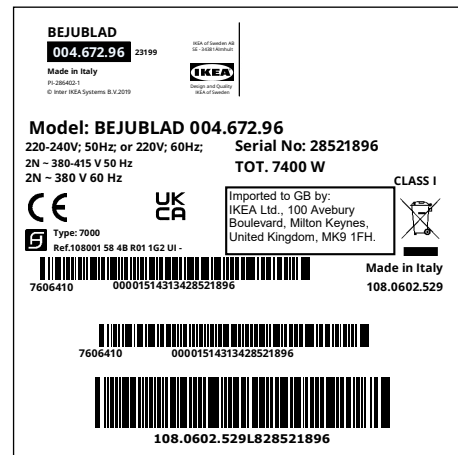 BEJUBLAD
004.672.96 23199
Made in Italy
PI-286402-1
© Inter IKEA Systems B.V.2019
IKEA of Sweden AB
SE - 34381Älmhult
IKEA
Design and Quality
IKEA of Sweden
Model: BEJUBLAD 004.672.96
220-240V; 50Hz; or 220V; 60Hz;
2N ~ 380-415 V 50 Hz
2N ~ 380 V 60 Hz
Serial No: 28521896
TOT. 7400 W
CLASS I
CE
UK
CA
Imported to GB by:
IKEA Ltd., 100 Avebury
Boulevard, Milton Keynes,
United Kingdom, MK9 1FH.
Type: 7000
Ref.108001 58 4B R01 1G2 UI -
7606410 00001514313428521896
Made in Italy
108.0602.529
7606410 00001514313428521896
108.0602.529L828521896